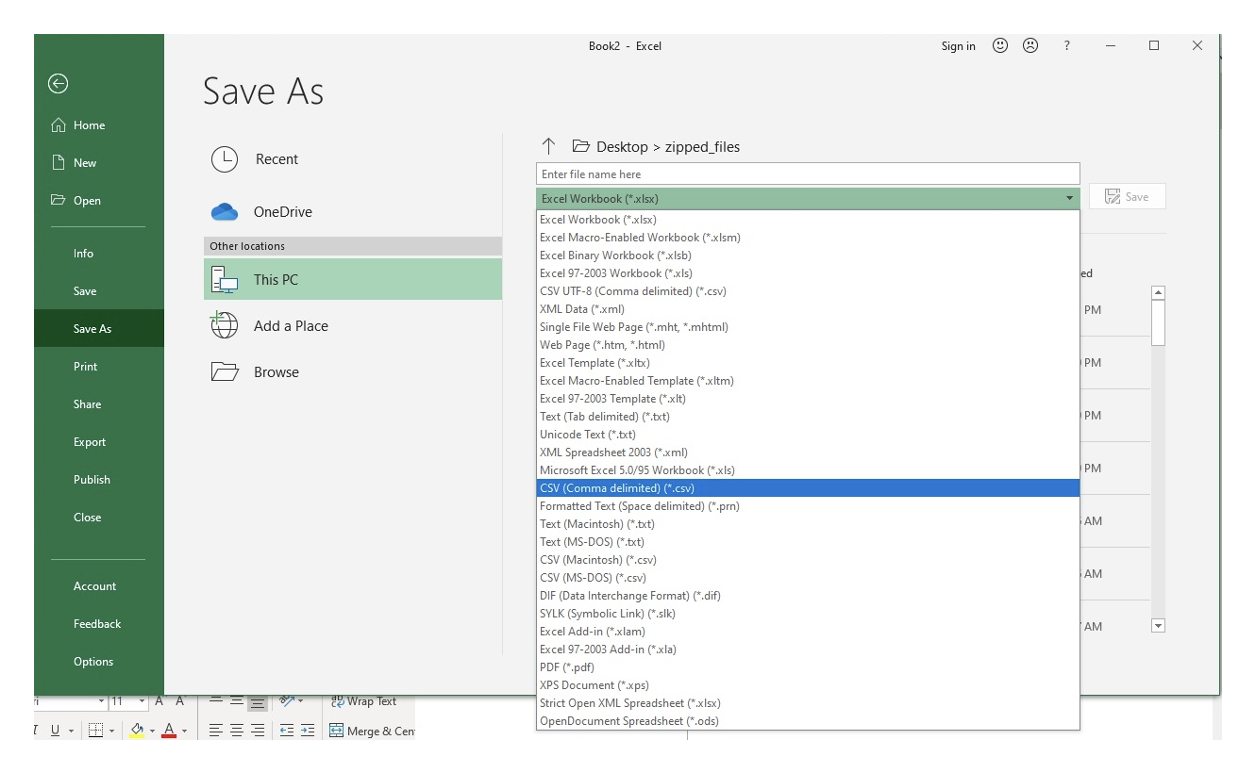 Book2 - Excel
Sign in
?
Save As
Home
New
Open
Info
Save
Save As
Print
Share
Export
Publish
Close
Account
Feedback
Options
Recent
OneDrive
Other locations
This PC
Add a Place
Browse
Desktop > zipped_files
Enter file name here
Excel Workbook (*.xlsx)
Save
Excel Workbook (*.xlsx)
Excel Macro-Enabled Workbook (*.xlsm)
Excel Binary Workbook (*.xlsb)
Excel 97-2003 Workbook (*.xls)
CSV UTF-8 (Comma delimited) (*.csv)
XML Data (*.xml)
Single File Web Page (*.mht, *.mhtml)
Web Page (*.htm, *.html)
Excel Template (*.xltx)
Excel Macro-Enabled Template (*.xltm)
Excel 97-2003 Template (*.xlt)
Text (Tab delimited) (*.txt)
Unicode Text (*.txt)
XML Spreadsheet 2003 (*.xml)
Microsoft Excel 5.0/95 Workbook (*.xls)
CSV (Comma delimited) (*.csv)
Formatted Text (Space delimited) (*.prn)
Text (Macintosh) (*.txt)
Text (MS-DOS) (*.txt)
CSV (Macintosh) (*.csv)
CSV (MS-DOS) (*.csv)
DIF (Data Interchange Format) (*.dif)
SYLK (Symbolic Link) (*.slk)
Excel Add-in (*.xlam)
Excel 97-2003 Add-in (*.xla)
PDF (*.pdf)
XPS Document (*.xps)
Strict Open XML Spreadsheet (*.xlsx)
OpenDocument Spreadsheet (*.ods)
ed
PM
PM
PM
PM
AM
AM
AM
11
A A
Wrap Text
U
A
Merge & Cen